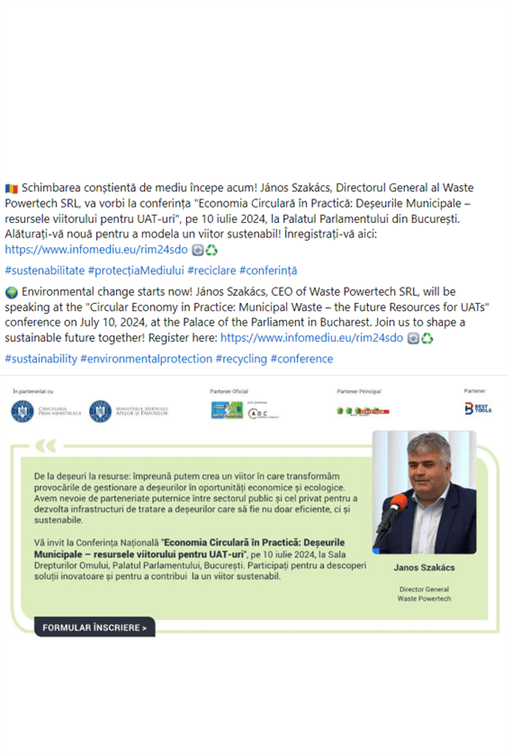 Schimbarea conștientă de mediu începe acum! János Szakács, Directorul General al Waste
Powertech SRL, va vorbi la conferința "Economia Circulară în Practică: Deșeurile Municipale –
resursele viitorului pentru UAT-uri", pe 10 iulie 2024, la Palatul Parlamentului din București.
Alăturați-vă nouă pentru a modela un viitor sustenabil! Înregistrați-vă aici:
https://www.infomediu.eu/rim24sdo
#sustenabilitate #protecțiaMediului #reciclare #conferință
Environmental change starts now! János Szakács, CEO of Waste Powertech SRL, will be
speaking at the "Circular Economy in Practice: Municipal Waste – the Future Resources for UATs"
conference on July 10, 2024, at the Palace of the Parliament in Bucharest. Join us to shape a
sustainable future together! Register here: https://www.infomediu.eu/rim24sdo
#sustainability #environmentalprotection #recycling #conference
În parteneriat cu
Partener Oficial
Partener Principal
Partener
CANCELARIA
PRIM-MINISTRULUI
MINISTERUL MEDIULUI
APELOR ȘI PĂDURILOR
BEST
TOOLS
De la deșeuri la resurse: împreună putem crea un viitor în care transformăm
provocările de gestionare a deșeurilor în oportunități economice și ecologice.
Avem nevoie de parteneriate puternice între sectorul public și cel privat pentru a
dezvolta infrastructuri de tratare a deșeurilor care să fie nu doar eficiente, ci și
sustenabile.
Vă invit la Conferința Națională "Economia Circulară în Practică: Deșeurile
Municipale – resursele viitorului pentru UAT-uri", pe 10 iulie 2024, la Sala
Drepturilor Omului, Palatul Parlamentului, București. Participați pentru a descoperi
soluții inovatoare și pentru a contribui la un viitor sustenabil.
Janos Szakács
Director General
Waste Powertech
FORMULAR ÎNSCRIERE >